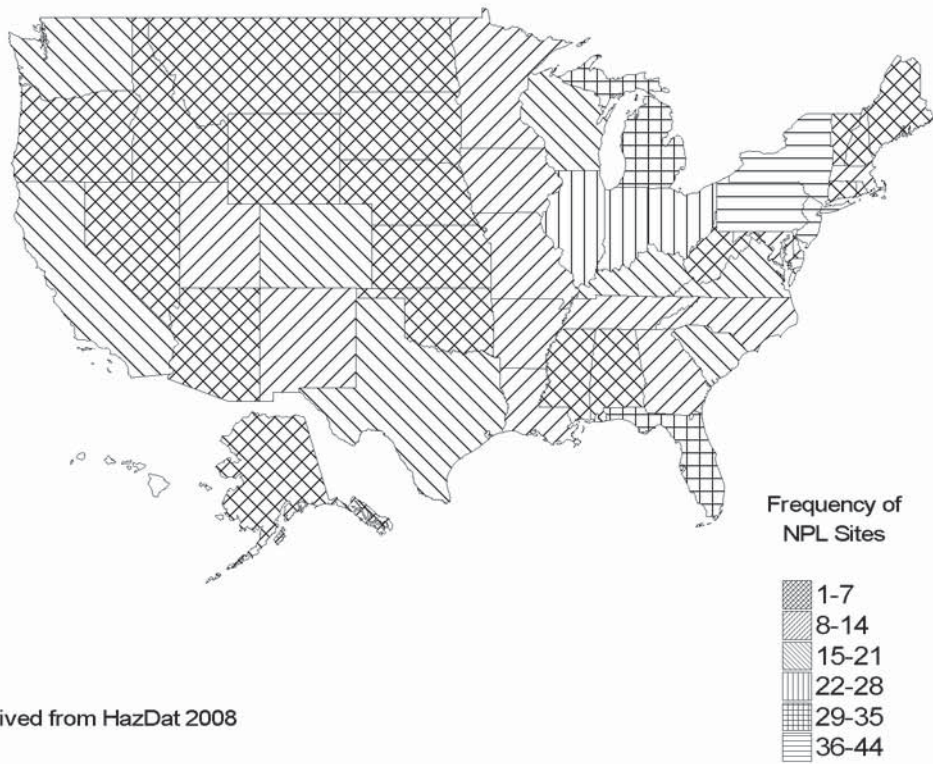 Frequency of
NPL Sites
1-7
8-14
15-21
22-28
29-35
36-44
ived from HazDat 2008